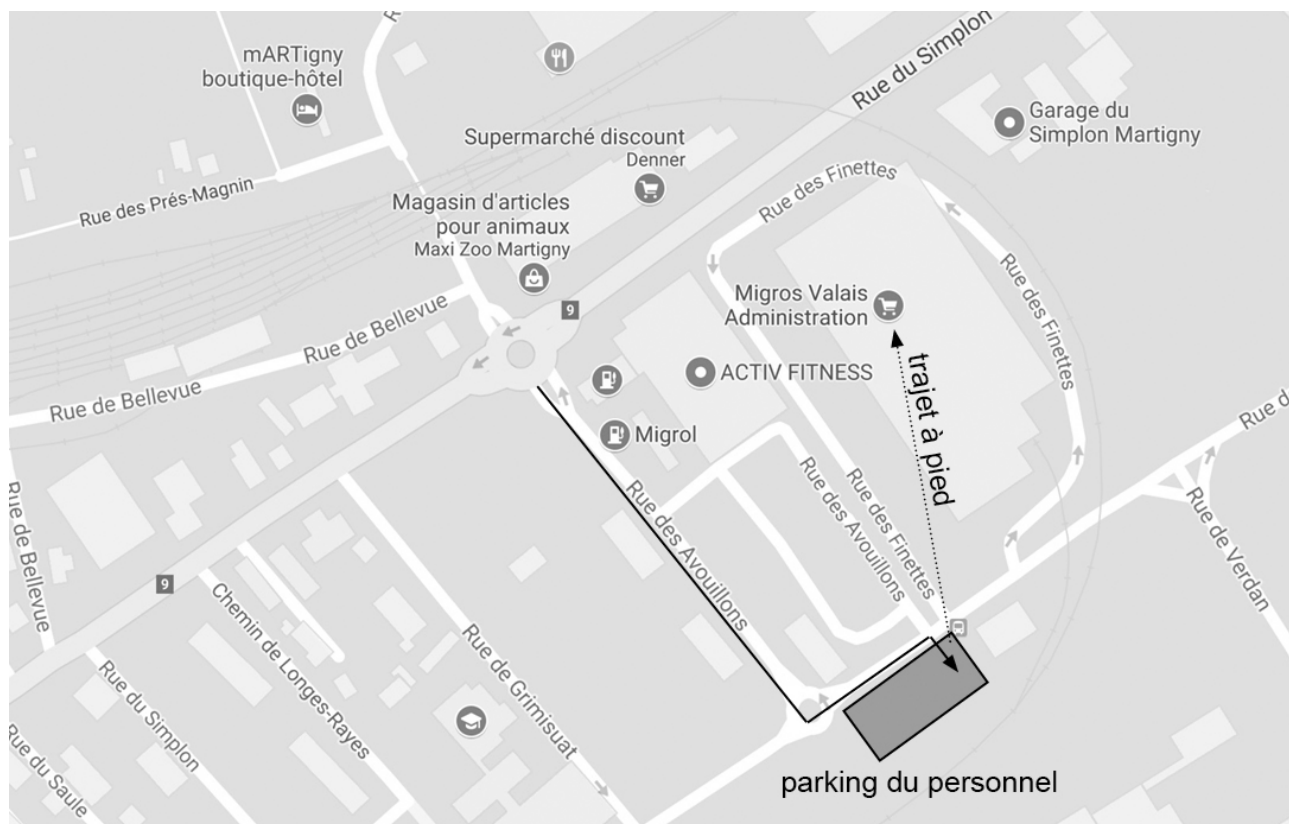 mARTigny
boutique-hôtel
Rue du Simplon
Garage du
Simplon Martigny
Supermarché discount
Denner
Rue des Finettes
Rue des Prés-Magnin
Magasin d'articles
pour animaux
Maxi Zoo Martigny
9
Migros Valais
Administration
Rue des Finettes
Rue de Bellevue
Rue de Bellevue
ACTIV FITNESS
trajet à pied
Migrol
Rue d
Rue de Bellevue
Rue des Avouillons
Rue des Avouillons
Rue des Finettes
Rue de Verdan
9
Chemin de Longes-Rayes
Rue de Grimisuat
Rue du Simplon
Rue du Saule
parking du personnel